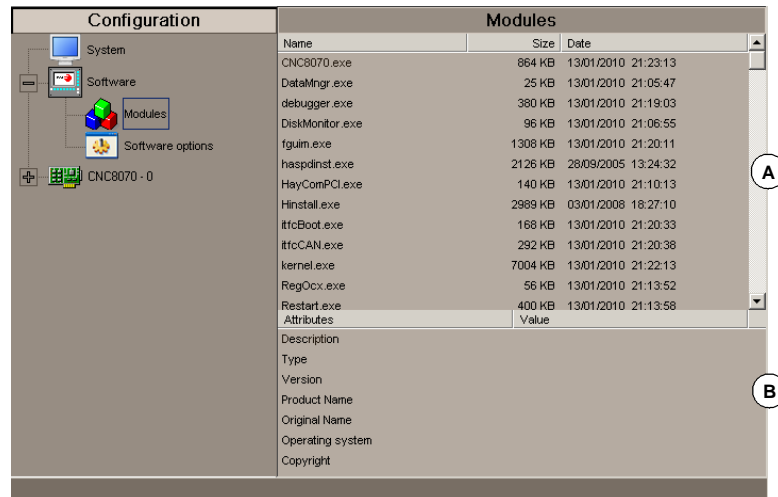 Configuration
System
Software
Modules
Software options
CNC8070 - 0
Modules
Name Size Date
CNC8070.exe 864 KB 13/01/2010 21:23:13
DataMngr.exe 25 KB 13/01/2010 21:05:47
debugger.exe 380 KB 13/01/2010 21:19:03
DiskMonitor.exe 96 KB 13/01/2010 21:06:55
fguim.exe 1308 KB 13/01/2010 21:20:11
haspdinst.exe 2126 KB 28/09/2005 13:24:32
HayComPCI.exe 140 KB 13/01/2010 21:10:13
Hinstall.exe 2989 KB 03/01/2008 18:27:10
itfcBoot.exe 168 KB 13/01/2010 21:20:33
itfcCAN.exe 292 KB 13/01/2010 21:20:38
kernel.exe 7004 KB 13/01/2010 21:22:13
RegOcx.exe 56 KB 13/01/2010 21:13:52
Restart.exe 400 KB 13/01/2010 21:13:58
A
Attributes Value
Description
Type
Version
Product Name
Original Name
Operating system
Copyright
B